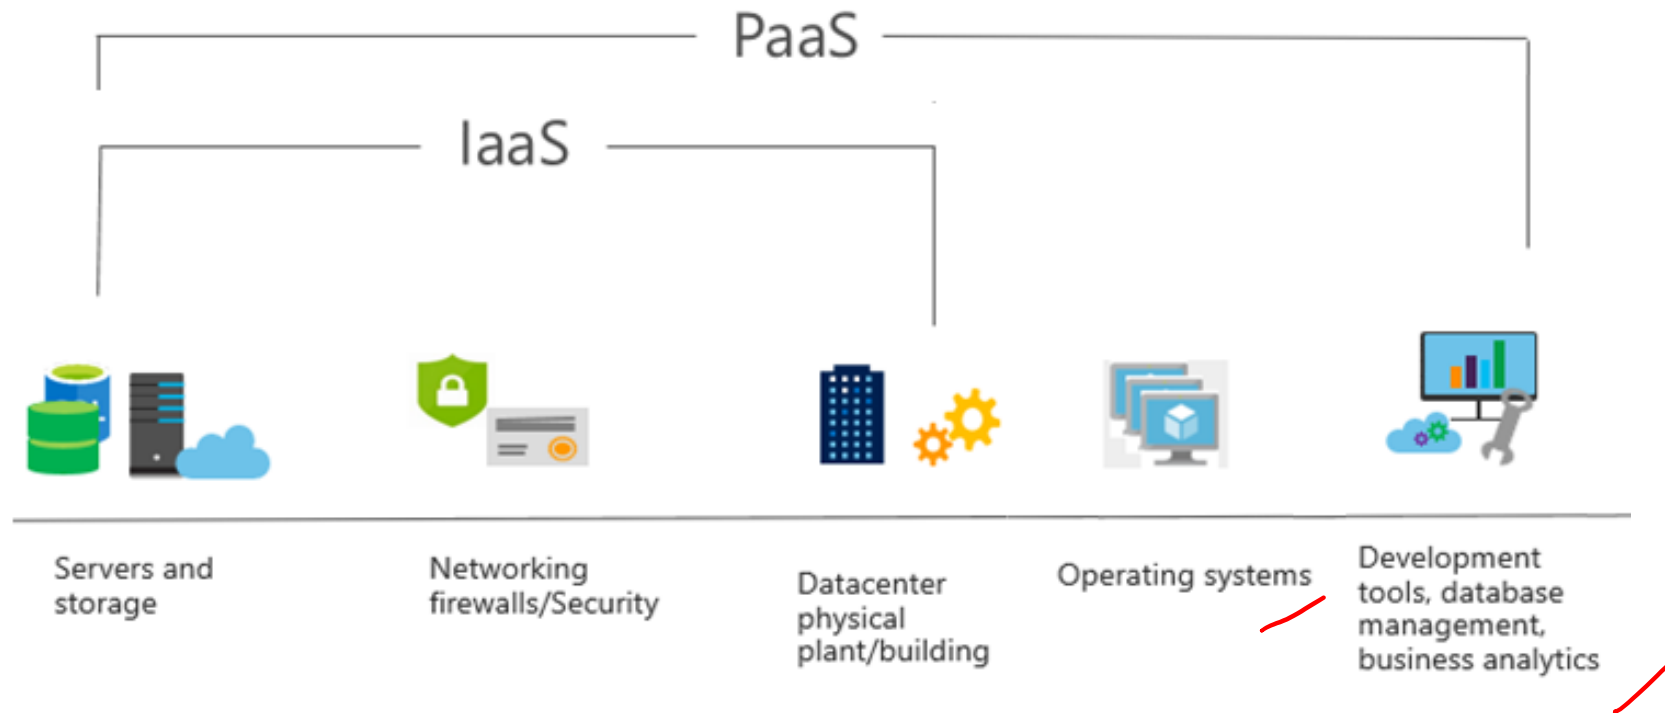 PaaS
IaaS
Servers and
storage
Networking
firewalls/Security
Datacenter
physical
plant/building
Operating systems
Development
tools, database
management,
business analytics